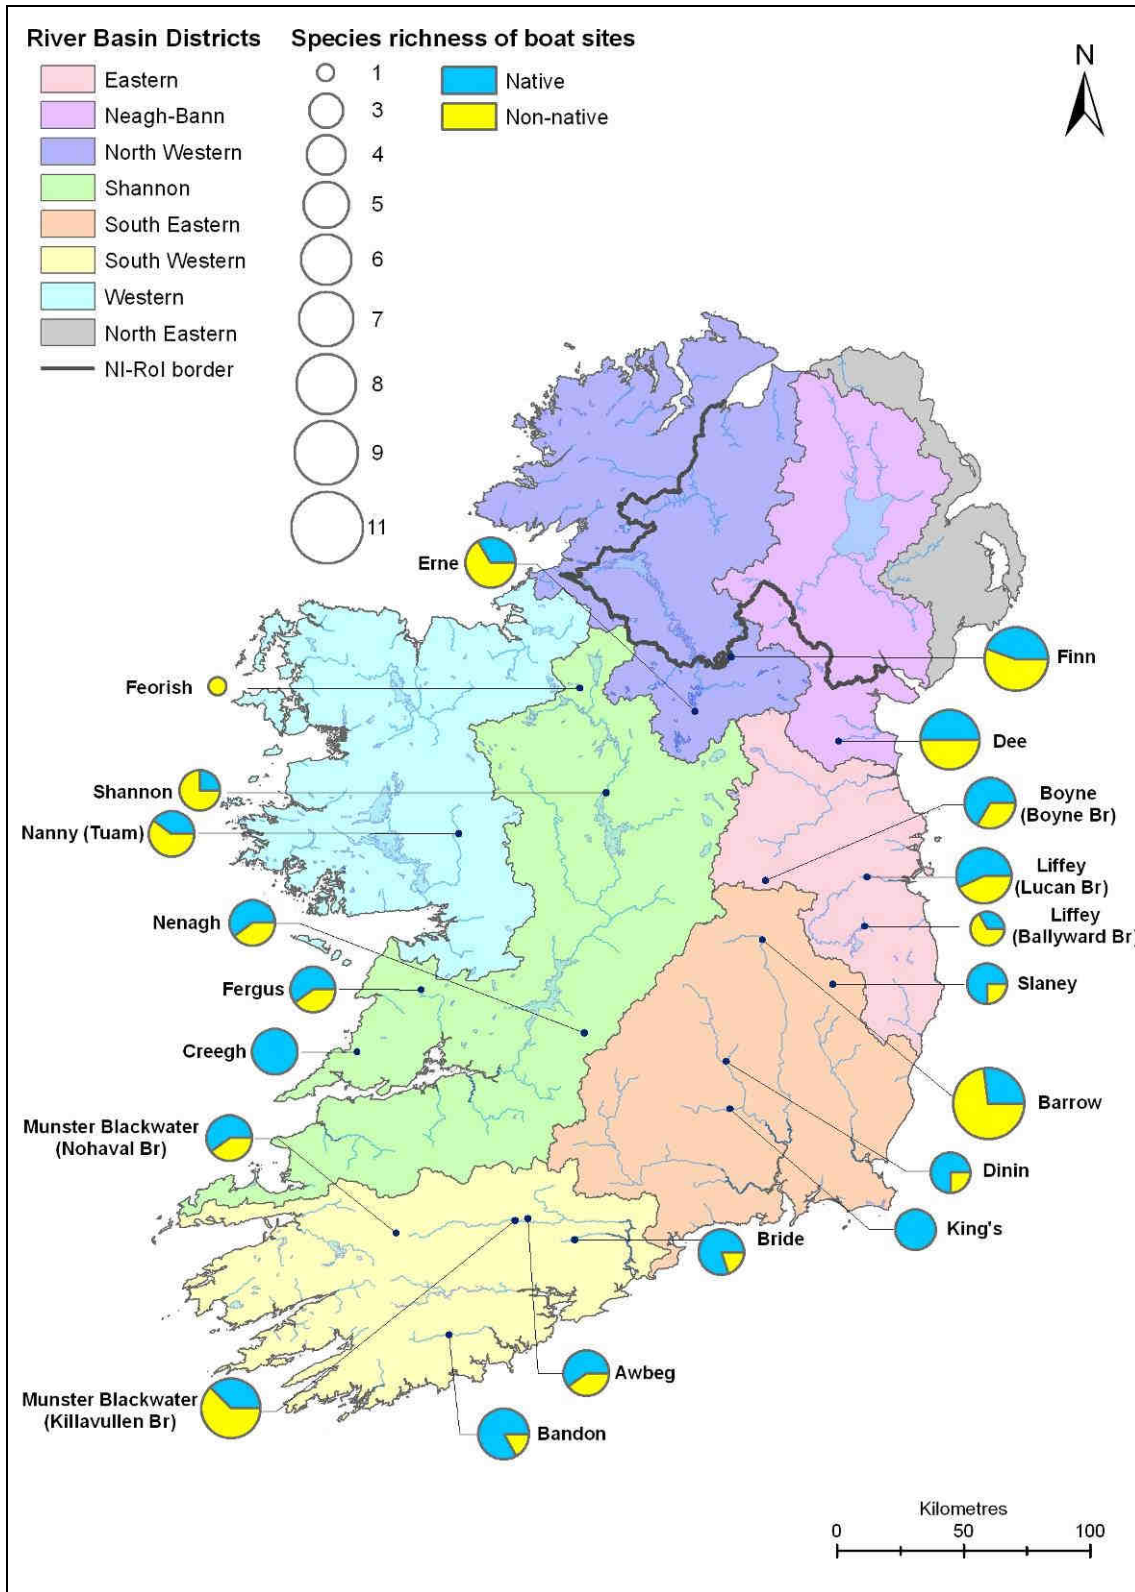 River Basin Districts
Eastern
Neagh-Bann
North Western
Shannon
South Eastern
South Western
Western
North Eastern
NI-RoI border
Species richness of boat sites
1
3
4
5
6
7
8
9
11
Native
Non-native
N
Erne
Finn
Feorish
Dee
Shannon
Boyne
(Boyne Br)
Nanny (Tuam)
Liffey
(Lucan Br)
Nenagh
Liffey
(Ballyward Br)
Fergus
Slaney
Creegh
Barrow
Munster Blackwater
(Nohaval Br)
Dinin
King's
Bride
Awbeg
Munster Blackwater
(Killavullen Br)
Bandon
Kilometres
0 50 100